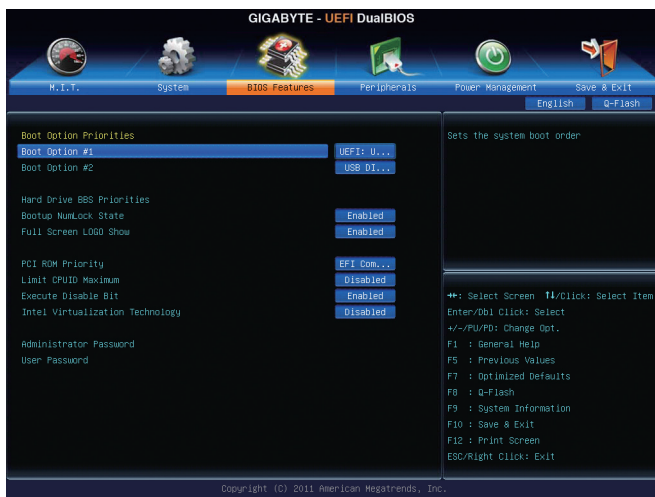 GIGABYTE - UEFI DualBIOS
M.I.T.
System
BIOS Features
Peripherals
Power Management
Save & Exit
English
Q-Flash
Boot Option Priorities
Boot Option #1 UEFI: U...
Boot Option #2 USB DI...
Hard Drive BBS Priorities
Bootup NumLock State Enabled
Full Screen LOGO Show Enabled
PCI ROM Priority EFI Com...
Limit CPUID Maximum Disabled
Execute Disable Bit Enabled
Intel Virtualization Technology Disabled
Administrator Password
User Password
Sets the system boot order
→←: Select Screen ↑↓/Click: Select Item
Enter/Dbl Click: Select
+/-/PU/PD: Change Opt.
F1 : General Help
F5 : Previous Values
F7 : Optimized Defaults
F8 : Q-Flash
F9 : System Information
F10 : Save & Exit
F12 : Print Screen
ESC/Right Click: Exit
Copyright (C) 2011 American Megatrends, Inc.